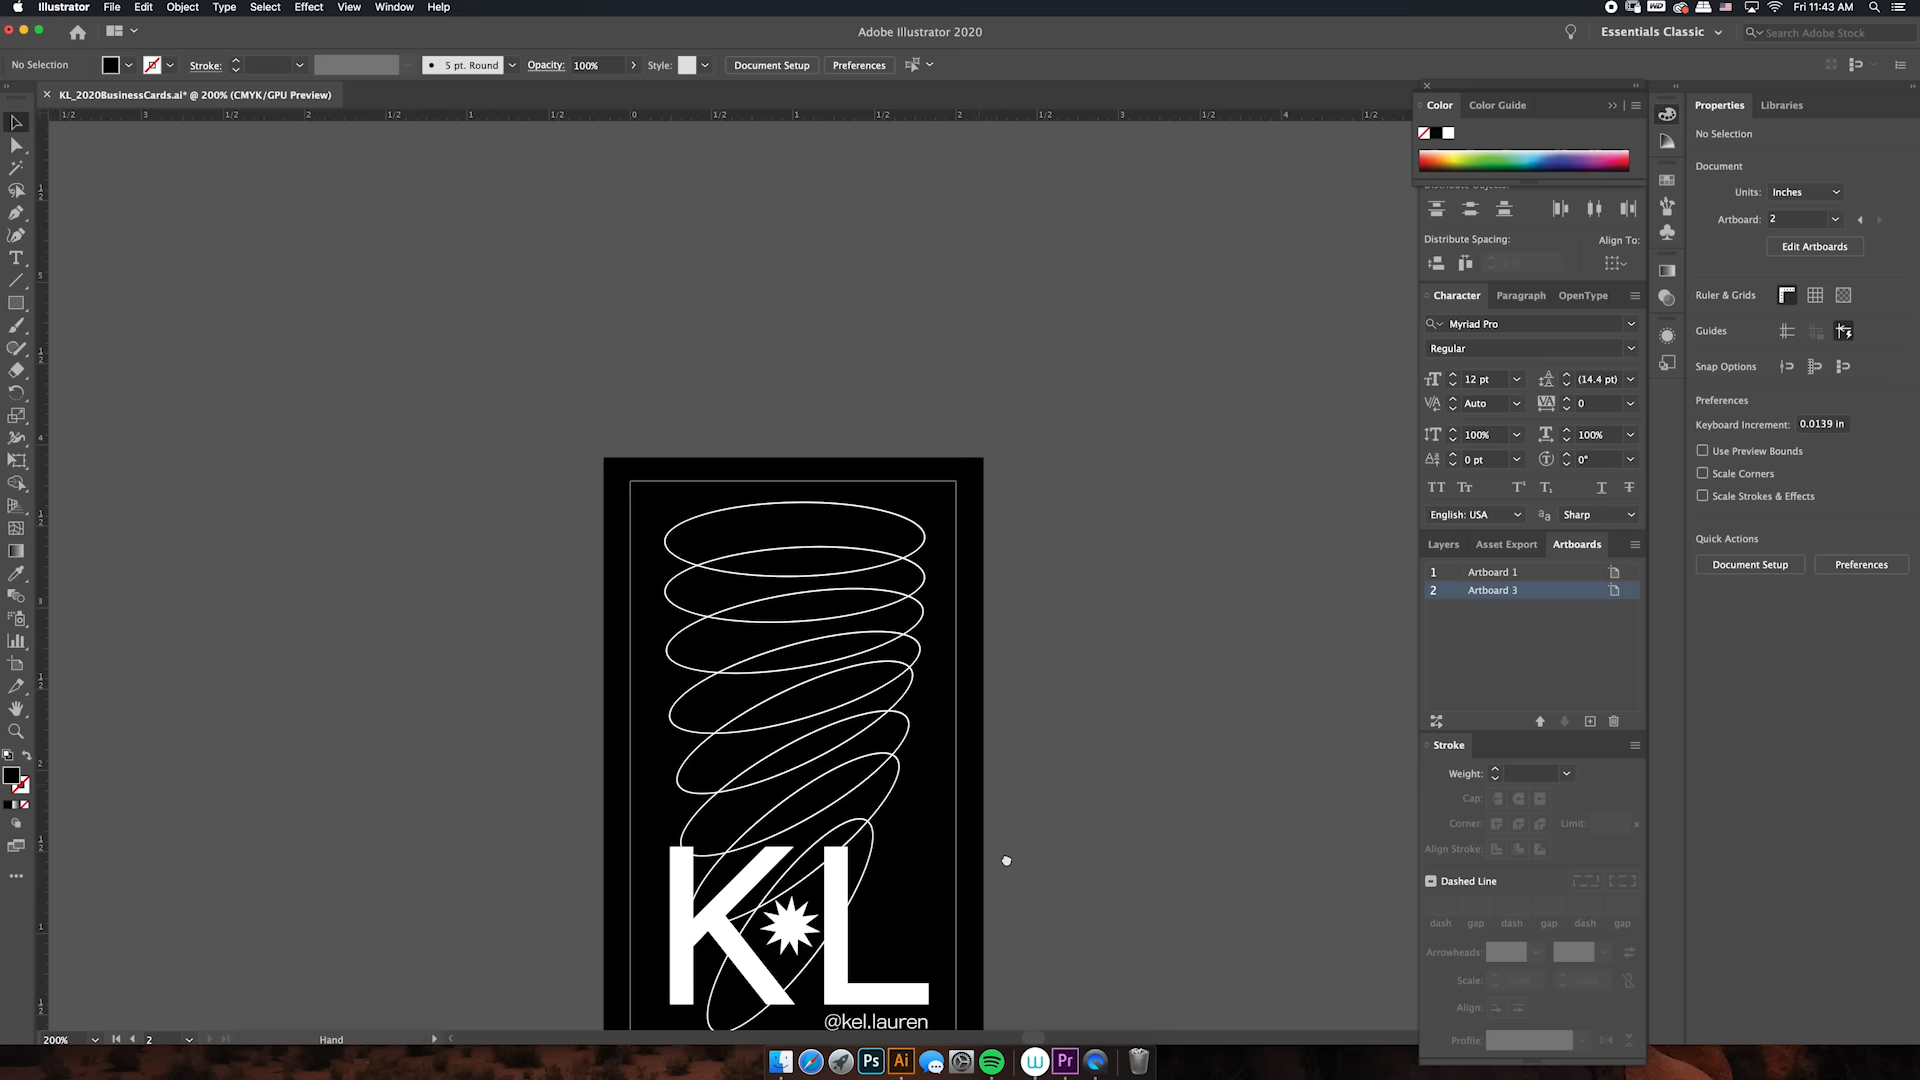 Illustrator File Edit Object Type Select Effect View Window Help
Fri 11:43 AM
Adobe Illustrator 2020
Essentials Classic
Search Adobe Stock
No Selection
Stroke:
5 pt. Round
Opacity: 100%
Style:
Document Setup
Preferences
KL_2020BusinessCards.ai* @ 200% (CMYK/GPU Preview)
Color
Color Guide
Properties
Libraries
No Selection
Document
Units: Inches
Artboard: 2
Edit Artboards
Distribute Spacing:
Align To:
Character
Paragraph
OpenType
Ruler & Grids
Myriad Pro
Guides
Regular
Snap Options
12 pt
(14.4 pt)
Auto
0
Preferences
Keyboard Increment: 0.0139 in
100%
100%
Use Preview Bounds
0 pt
0°
Scale Corners
Scale Strokes & Effects
English: USA
Sharp
Quick Actions
Layers
Asset Export
Artboards
Document Setup
Preferences
1 Artboard 1
2 Artboard 3
Stroke
Weight:
Cap:
Corner:
Limit:
x
Align Stroke:
Dashed Line
dash gap dash gap dash gap
Arrowheads:
Scale:
Align:
Profile:
KL
@kel.lauren
200%
2
Hand
Ps
Ai
Pr